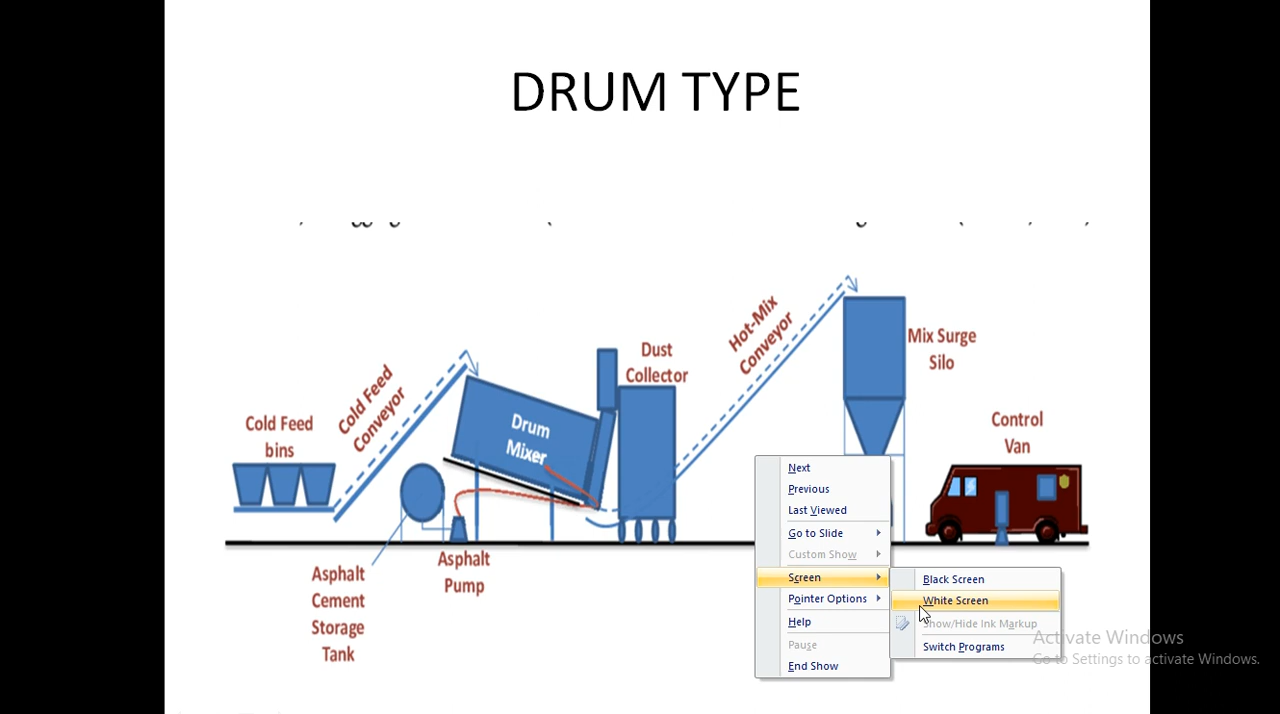 DRUM TYPE
Cold Feed
bins
Cold Feed
Conveyor
Drum
Mixer
Dust
Collector
Hot-Mix
Conveyor
Mix Surge
Silo
Control
Van
Asphalt
Pump
Asphalt
Cement
Storage
Tank
Next
Previous
Last Viewed
Go to Slide
Custom Show
Screen
Pointer Options
Help
Pause
End Show
Black Screen
White Screen
Show/Hide Ink Markup
Switch Programs
Activate Windows
Go to Settings to activate Windows.